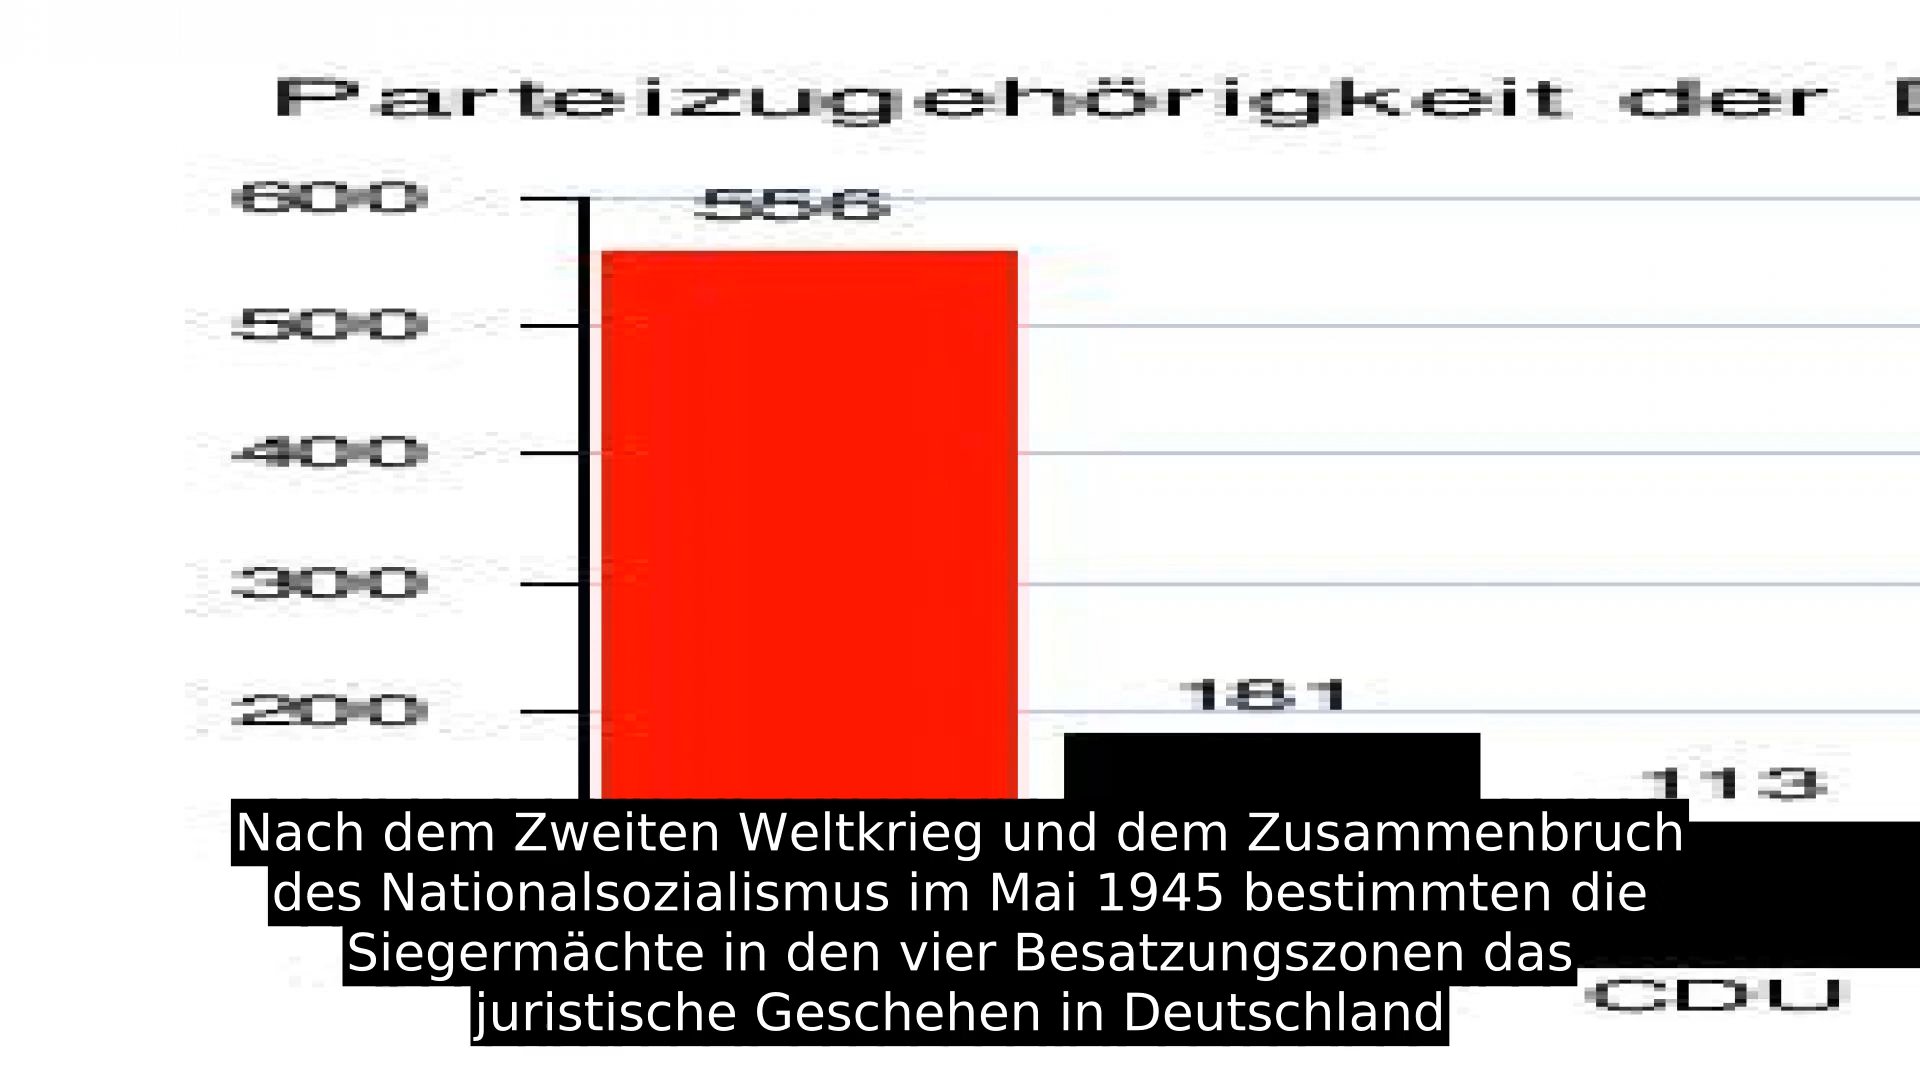 Parteizugehörigkeit der
600
556
500
400
300
200
181
113
Nach dem Zweiten Weltkrieg und dem Zusammenbruch
des Nationalsozialismus im Mai 1945 bestimmten die
Siegermächte in den vier Besatzungszonen das
juristische Geschehen in Deutschland
CDU